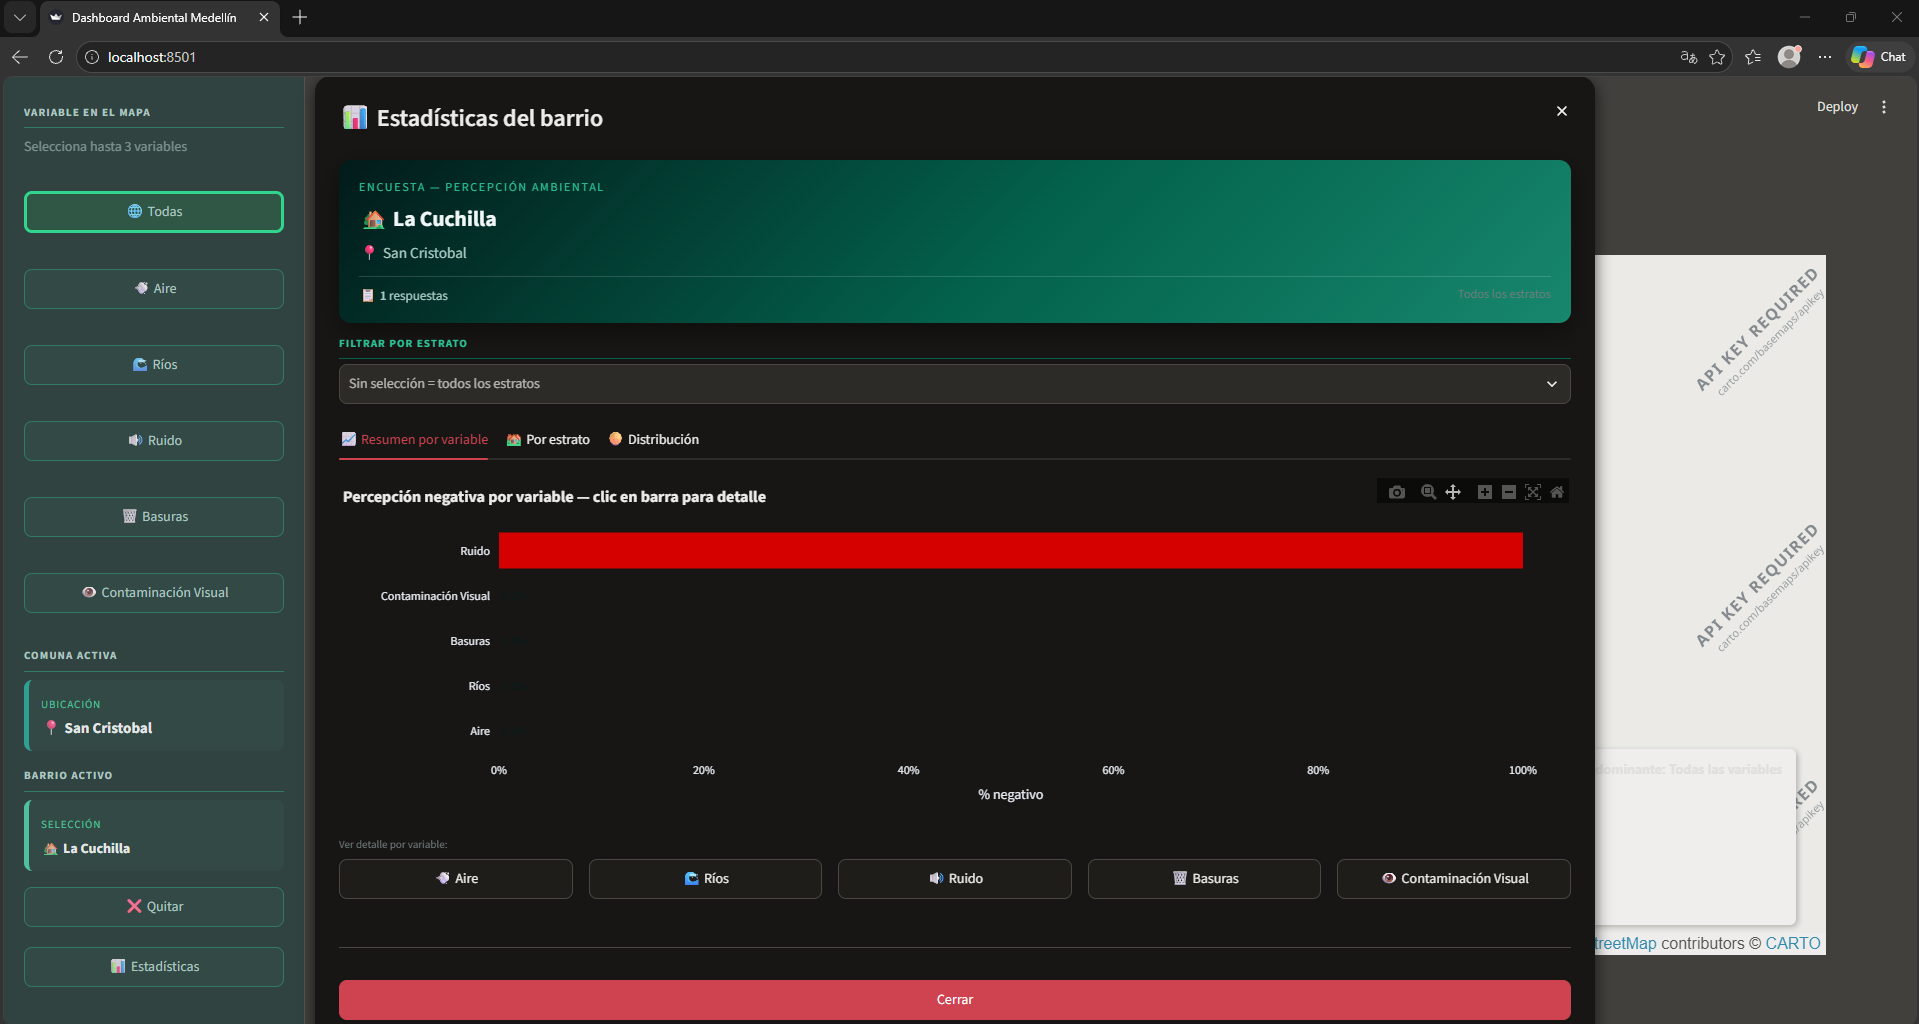 Dashboard Ambiental Medellín
localhost:8501
Chat
Deploy
VARIABLE EN EL MAPA
Selecciona hasta 3 variables
Todas
Aire
Ríos
Ruido
Basuras
Contaminación Visual
COMUNA ACTIVA
UBICACIÓN
San Cristobal
BARRIO ACTIVO
SELECCIÓN
La Cuchilla
Quitar
Estadísticas
Estadísticas del barrio
ENCUESTA — PERCEPCIÓN AMBIENTAL
La Cuchilla
San Cristobal
1 respuestas
Todos los estratos
FILTRAR POR ESTRATO
Sin selección = todos los estratos
Resumen por variable
Por estrato
Distribución
Percepción negativa por variable — clic en barra para detalle
Ruido
Contaminación Visual
Basuras
Ríos
Aire
0%
20%
40%
60%
80%
100%
% negativo
Ver detalle por variable:
Aire
Ríos
Ruido
Basuras
Contaminación Visual
Cerrar
API KEY REQUIRED
carto.com/basemaps/apikey
API KEY REQUIRED
carto.com/basemaps/apikey
dominante: Todas las variables
RED
/apikey
treetMap contributors © CARTO